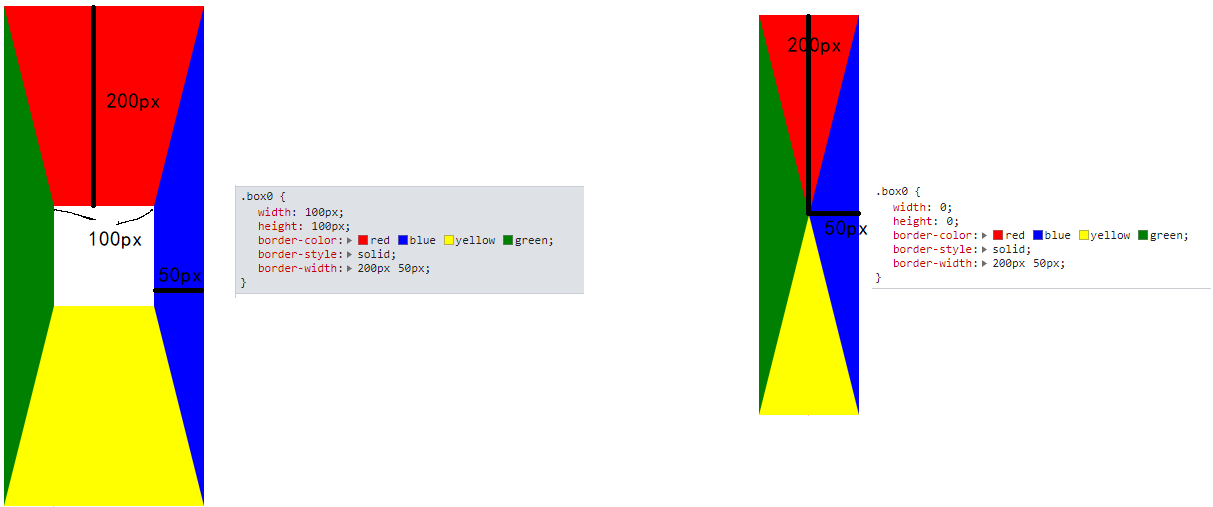 200px
100px
50px
.box0 {
width: 100px;
height: 100px;
border-color: red blue yellow green;
border-style: solid;
border-width: 200px 50px;
}
200px
50px
.box0 {
width: 0;
height: 0;
border-color: red blue yellow green;
border-style: solid;
border-width: 200px 50px;
}